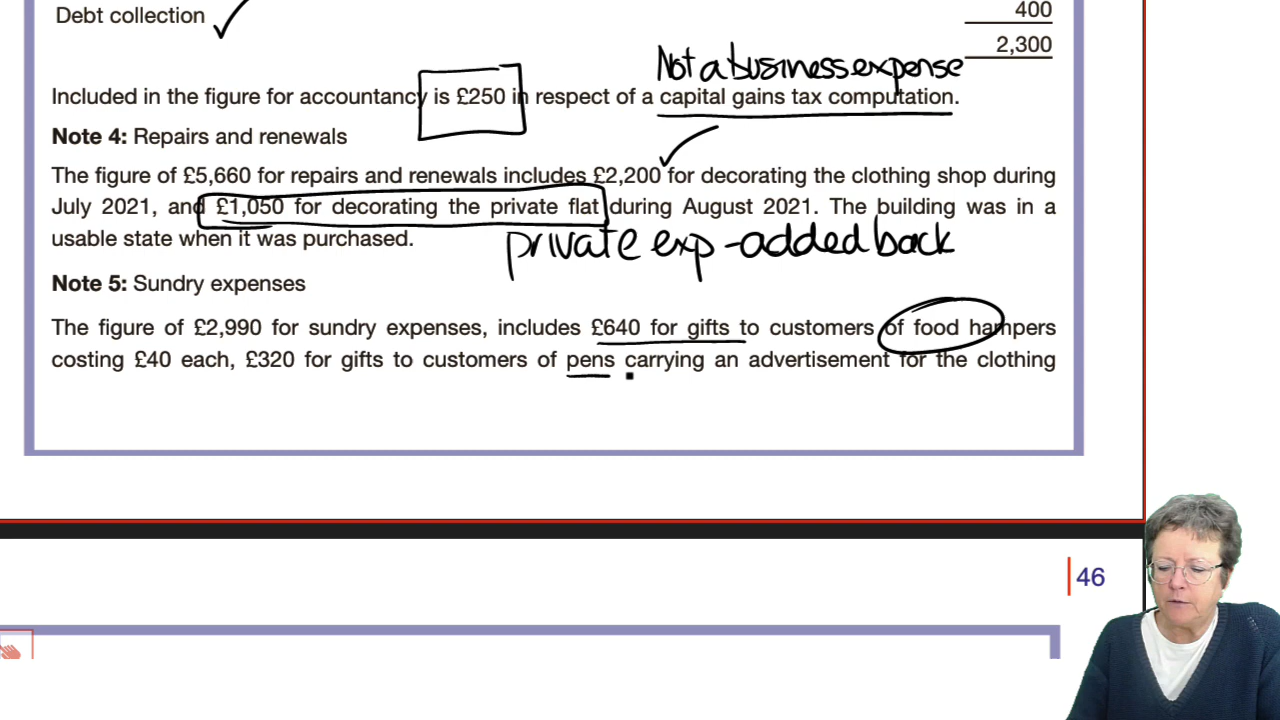 Debt collection
400
2,300
Not a business expense
Included in the figure for accountancy is £250 in respect of a capital gains tax computation.
Note 4: Repairs and renewals
The figure of £5,660 for repairs and renewals includes £2,200 for decorating the clothing shop during
July 2021, and £1,050 for decorating the private flat during August 2021. The building was in a
usable state when it was purchased.
private exp - added back
Note 5: Sundry expenses
The figure of £2,990 for sundry expenses, includes £640 for gifts to customers of food hampers
costing £40 each, £320 for gifts to customers of pens carrying an advertisement for the clothing
46